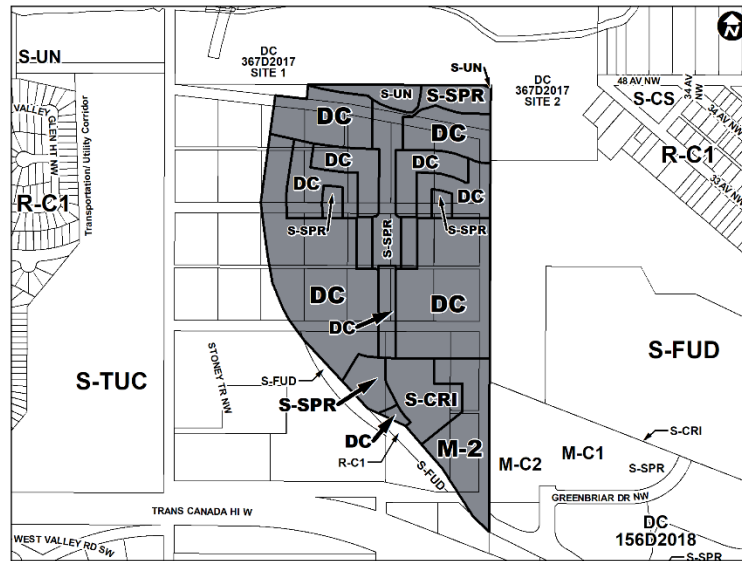 N
S-UN
DC
367D2017
SITE 1
S-UN
DC
367D2017
SITE 2
48 AV NW
34 AV NW
S-CS
34 AV NW
33 AV NW
R-C1
VALLEY GLEN HT NW
R-C1
Transportation/ Utility Corridor
S-UN
S-SPR
DC
DC
DC
DC
DC
DC
S-SPR
S-SPR
S-SPR
DC
DC
DC
S-FUD
S-TUC
STONEY TR NW
S-FUD
S-SPR
S-CRI
DC
R-C1
S-FUD
M-2
S-CRI
M-C2
M-C1
S-SPR
GREENBRIAR DR NW
TRANS CANADA HI W
WEST VALLEY RD SW
DC
156D2018
S-SPR